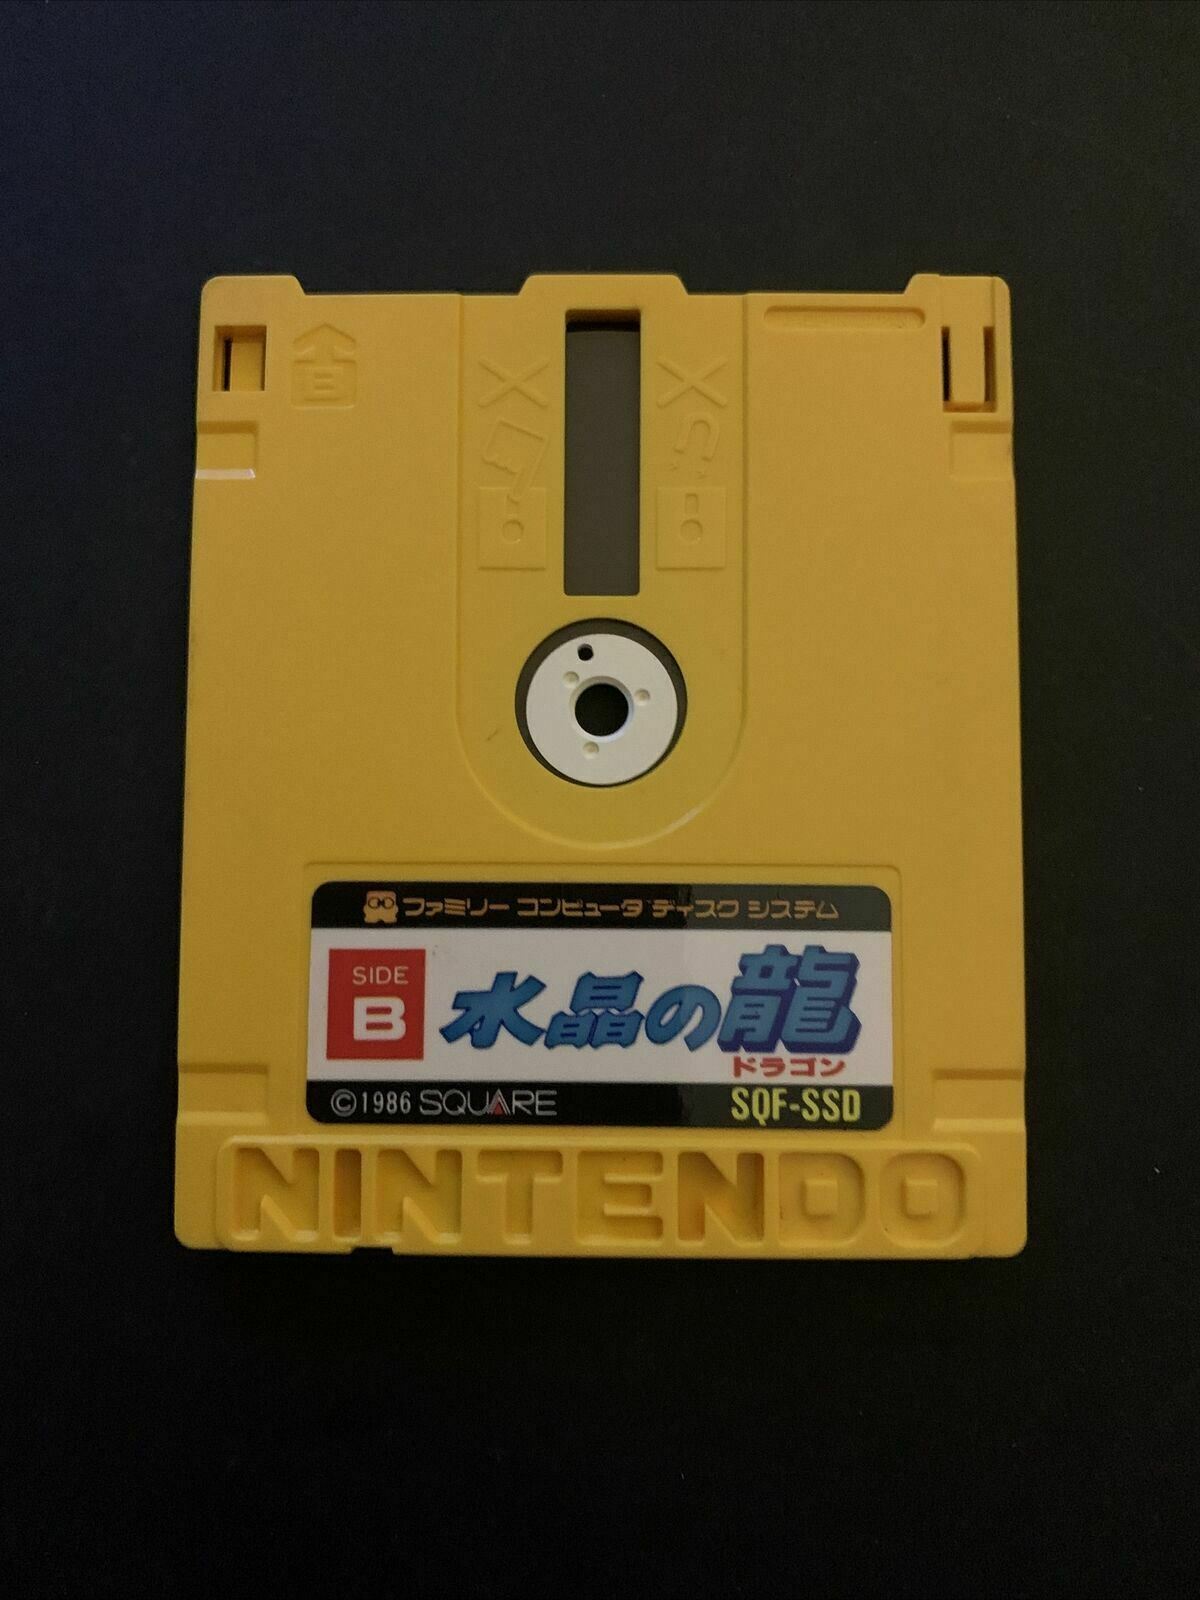 B
ファミリー コンピュータ ディスク システム
SIDE
B
水晶の龍
ドラゴン
©1986 SQUARE SQF-SSD
NINTENDO